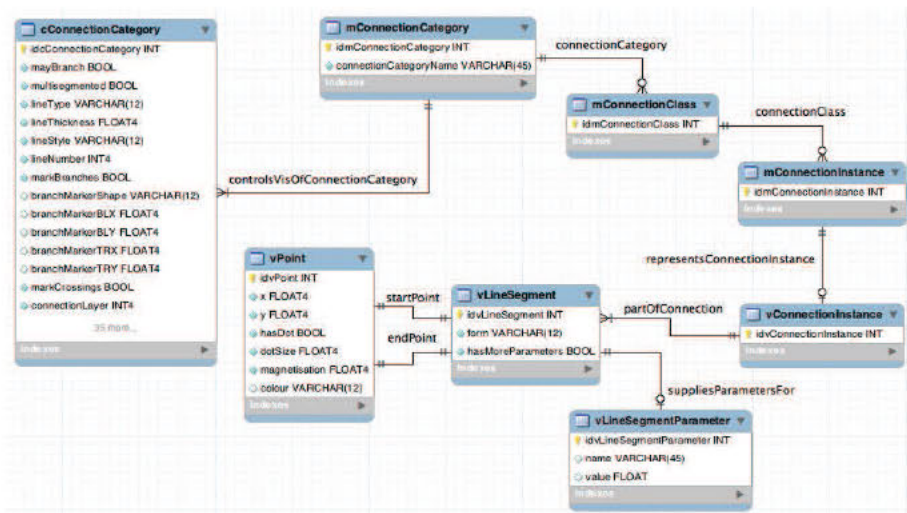 cConnectionCategory
idcConnectionCategory INT
mayBranch BOOL
multisegmented BOOL
lineType VARCHAR(12)
lineThickness FLOAT4
lineStyle VARCHAR(12)
lineNumber INT4
markBranches BOOL
branchMarkerShape VARCHAR(12)
branchMarkerBLX FLOAT4
branchMarkerBLY FLOAT4
branchMarkerTRX FLOAT4
branchMarkerTRY FLOAT4
markCrossings BOOL
connectionLayer INT4
35 more...
Indexes
mConnectionCategory
idmConnectionCategory INT
connectionCategoryName VARCHAR(45)
Indexes
connectionCategory
mConnectionClass
idmConnectionClass INT
Indexes
connectionClass
mConnectionInstance
idmConnectionInstance INT
Indexes
controlsVisOfConnectionCategory
representsConnectionInstance
vPoint
idvPoint INT
x FLOAT4
y FLOAT4
hasDot BOOL
dotSize FLOAT4
magnetisation FLOAT4
colour VARCHAR(12)
Indexes
startPoint
endPoint
vLineSegment
idvLineSegment INT
form VARCHAR(12)
hasMoreParameters BOOL
Indexes
partOfConnection
vConnectionInstance
idvConnectionInstance INT
Indexes
suppliesParametersFor
vLineSegmentParameter
idvLineSegmentParameter INT
name VARCHAR(45)
value FLOAT
Indexes